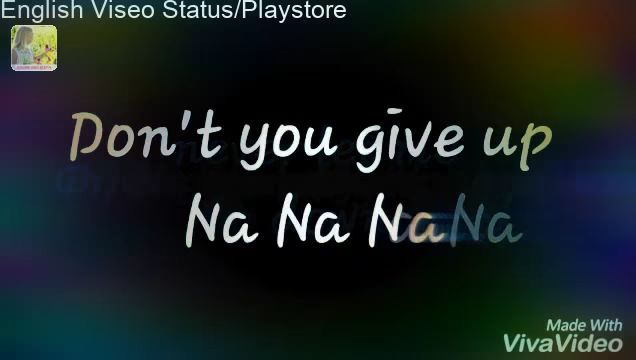 English Viseo Status/Playstore
Don't you give up
Na Na Na Na
Made With
VivaVideo